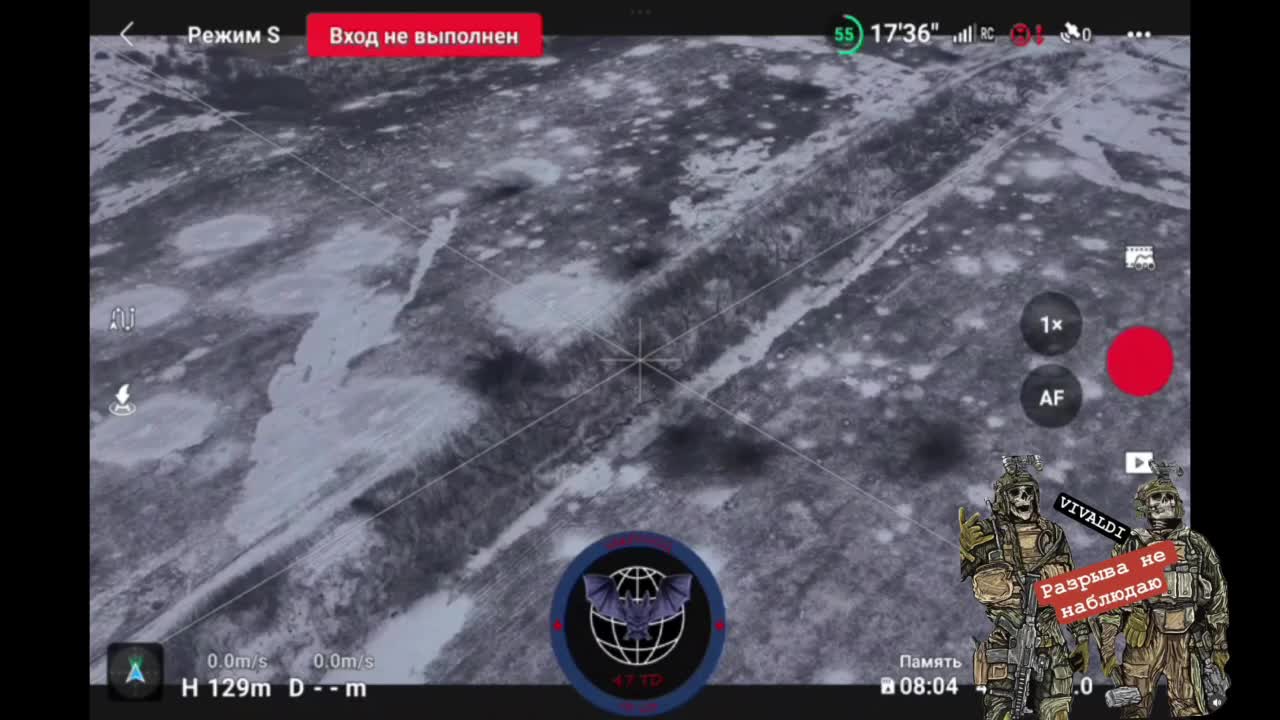 Режим S
Вход не выполнен
55
17'36"
RC
0
1×
AF
VIVALDI
Разрыва не
наблюдаю
47 TD
0.0m/s
0.0m/s
H 129m
D - - m
Память
08:04